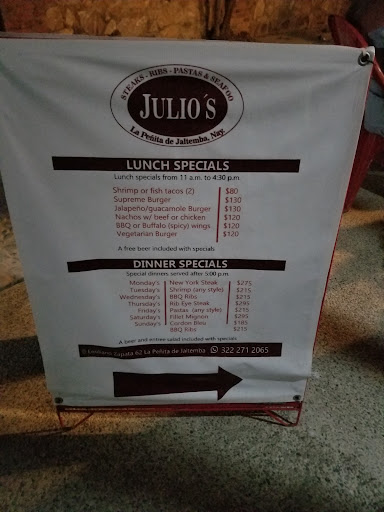 STEAKS - RIBS - PASTAS & SEAFOO
JULIO´S
La Peñita de Jaltemba, Nay.
LUNCH SPECIALS
Lunch specials from 11 a.m. to 4:30 p.m.
Shrimp or fish tacos (2) $80
Supreme Burger $130
Jalapeño/guacamole Burger $130
Nachos w/ beef or chicken $120
BBQ or Buffalo (spicy) wings $120
Vegetarian Burger $120
A free beer included with specials
DINNER SPECIALS
Special dinners served after 5:00 p.m.
Monday's New York Steak $275
Tuesday's Shrimp (any style) $215
Wednesday's BBQ Ribs $215
Thursday's Rib Eye Steak $295
Friday's Pastas (any style) $215
Saturday's Fillet Mignon $295
Sunday's Cordon Bleu $185
BBQ Ribs $215
A beer and entree salad included with specials
Emiliano Zapata 62 La Peñita de Jaltemba 322 271 2065